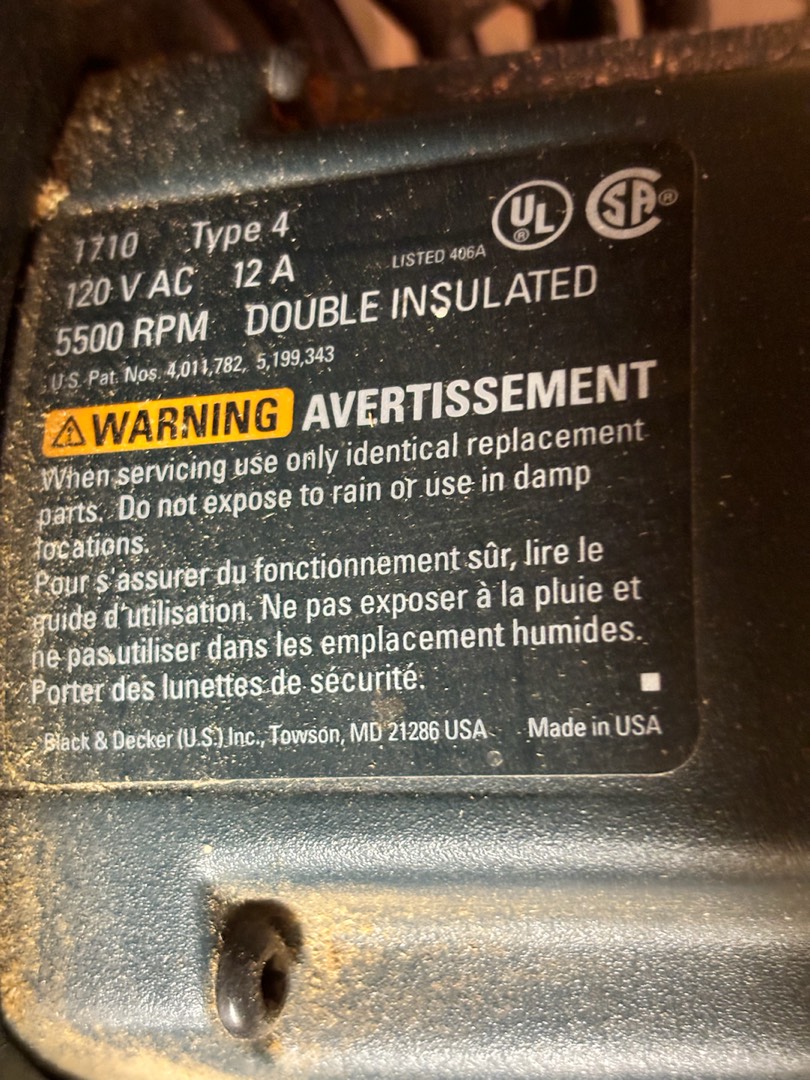 1710 Type 4
120 V AC 12 A LISTED 406A UL® SA®
5500 RPM DOUBLE INSULATED
U.S. Pat. Nos. 4,011,782, 5,199,343
WARNING AVERTISSEMENT
When servicing use only identical replacement
parts. Do not expose to rain or use in damp
locations.
Pour s'assurer du fonctionnement sûr, lire le
guide d'utilisation. Ne pas exposer à la pluie et
ne pas utiliser dans les emplacement humides.
Porter des lunettes de sécurité.
Black & Decker (U.S.) Inc., Towson, MD 21286 USA Made in USA